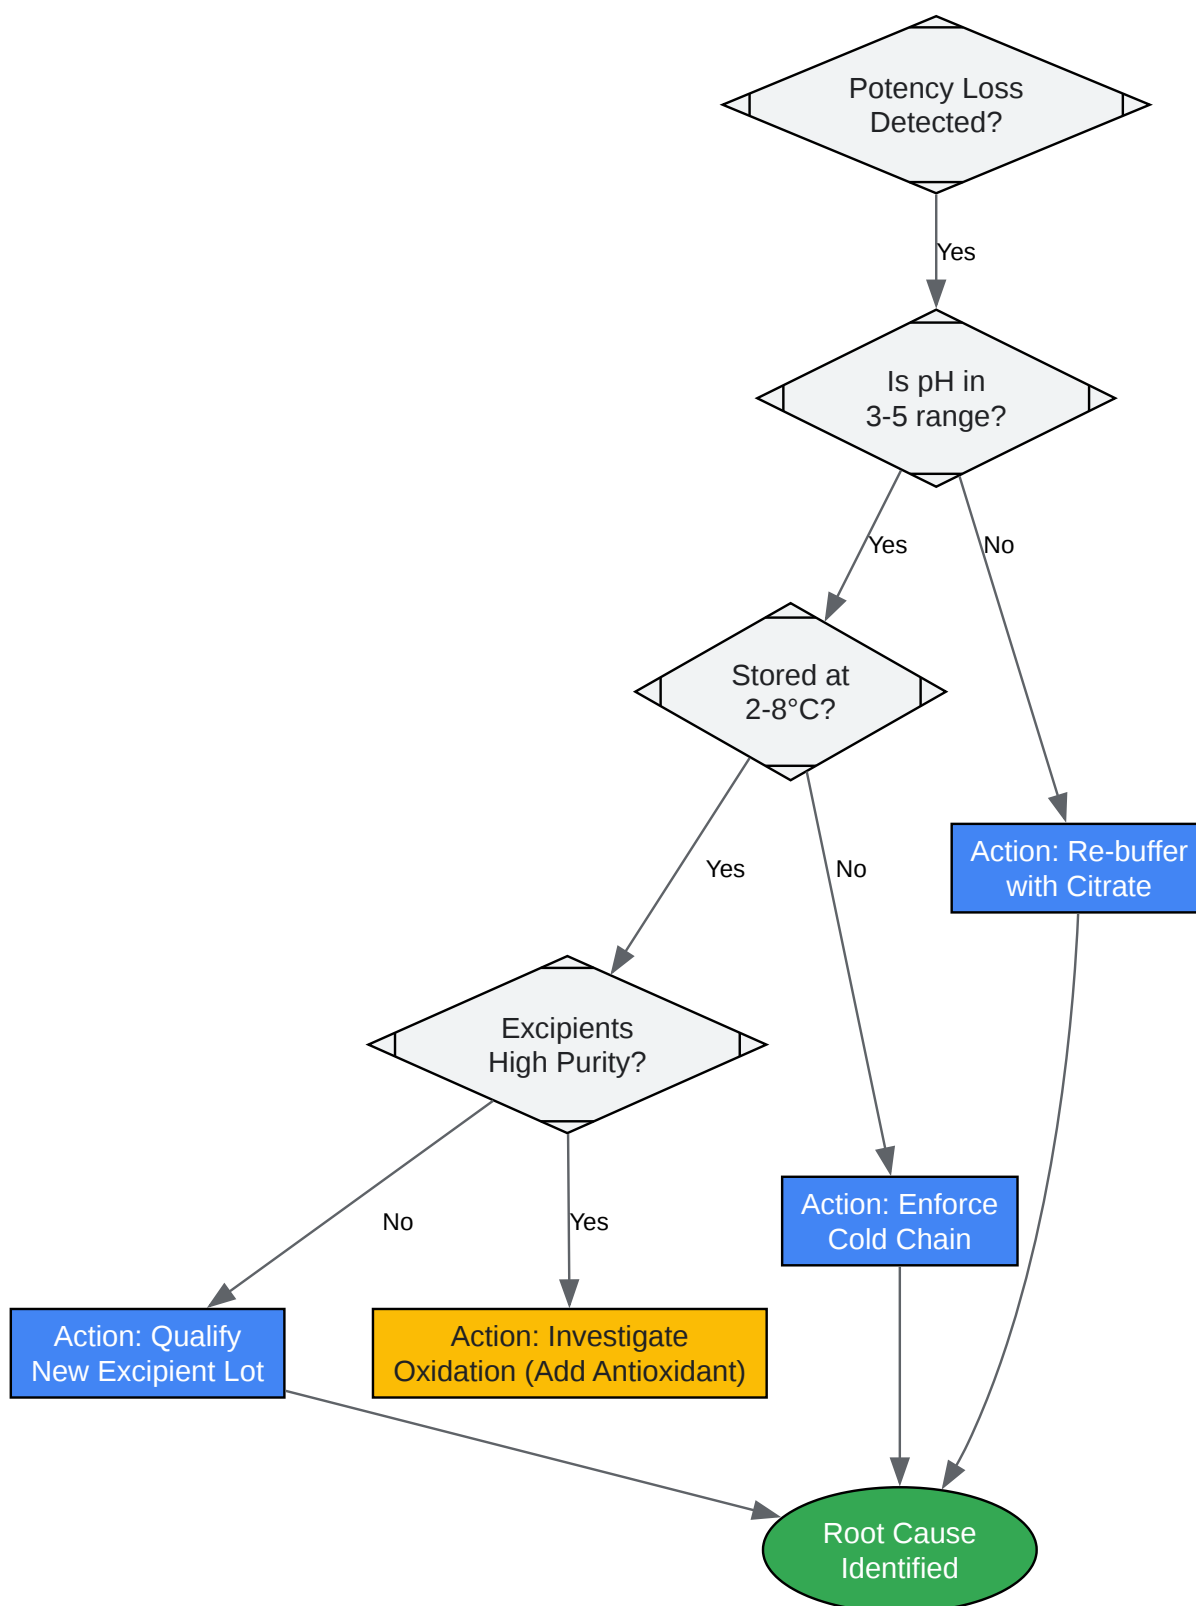 Potency Loss
Detected?
Yes
Is pH in
3-5 range?
Yes
No
Stored at
2-8°C?
Yes
No
Action: Re-buffer
with Citrate
Excipients
High Purity?
No
Yes
Action: Enforce
Cold Chain
Action: Qualify
New Excipient Lot
Action: Investigate
Oxidation (Add Antioxidant)
Root Cause
Identified